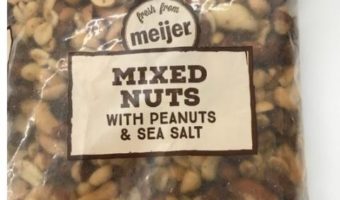 fresh from
meijer
MIXED
NUTS
WITH PEANUTS
& SEA SALT